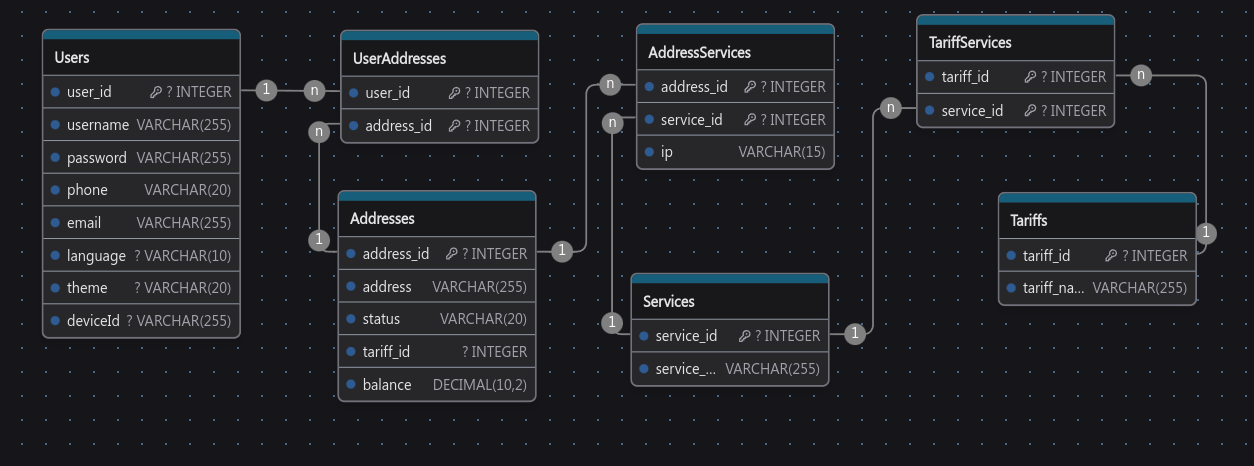 Users
user_id ? INTEGER
username VARCHAR(255)
password VARCHAR(255)
phone VARCHAR(20)
email VARCHAR(255)
language ? VARCHAR(10)
theme ? VARCHAR(20)
deviceId ? VARCHAR(255)
1 n
UserAddresses
user_id ? INTEGER
address_id ? INTEGER
n
1
Addresses
address_id ? INTEGER
address VARCHAR(255)
status VARCHAR(20)
tariff_id ? INTEGER
balance DECIMAL(10,2)
1
n
AddressServices
address_id ? INTEGER
service_id ? INTEGER
ip VARCHAR(15)
n
1
Services
service_id ? INTEGER
service_... VARCHAR(255)
1
n
TariffServices
tariff_id ? INTEGER
service_id ? INTEGER
n
1
Tariffs
tariff_id ? INTEGER
tariff_na... VARCHAR(255)